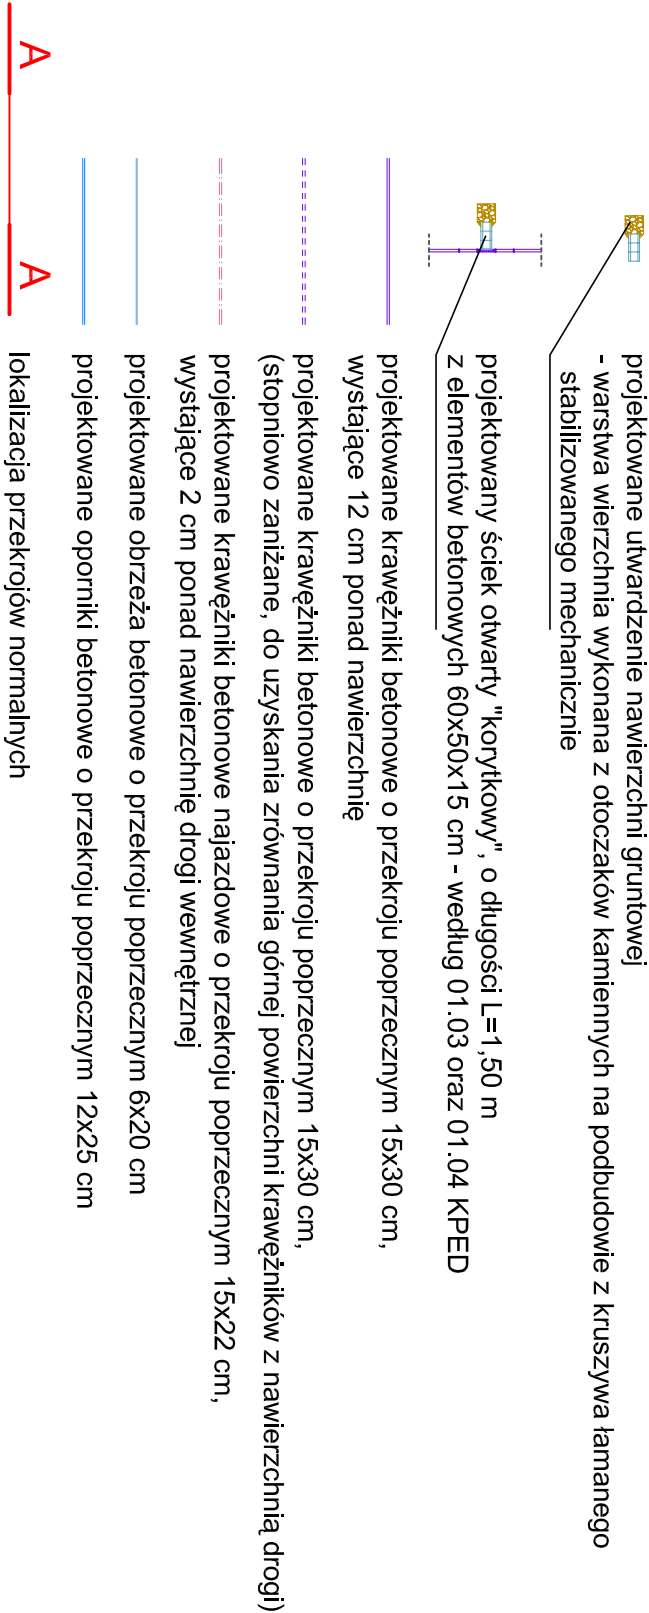 projektowane utwardzenie nawierzchni gruntowej
- warstwa wierzchnia wykonana z otoczaków kamiennych na podbudowie z kruszywa łamanego
stabilizowanego mechanicznie
projektowany ściek otwarty "korytkowy", o długości L=1,50 m
z elementów betonowych 60x50x15 cm - według 01.03 oraz 01.04 KPED
projektowane krawężniki betonowe o przekroju poprzecznym 15x30 cm,
wystające 12 cm ponad nawierzchnię
projektowane krawężniki betonowe o przekroju poprzecznym 15x30 cm,
(stopniowo zaniżane, do uzyskania zrównania górnej powierzchni krawężników z nawierzchnią drogi)
projektowane krawężniki betonowe najazdowe o przekroju poprzecznym 15x22 cm,
wystające 2 cm ponad nawierzchnię drogi wewnętrznej
projektowane obrzeża betonowe o przekroju poprzecznym 6x20 cm
projektowane oporniki betonowe o przekroju poprzecznym 12x25 cm
A A
lokalizacja przekrojów normalnych